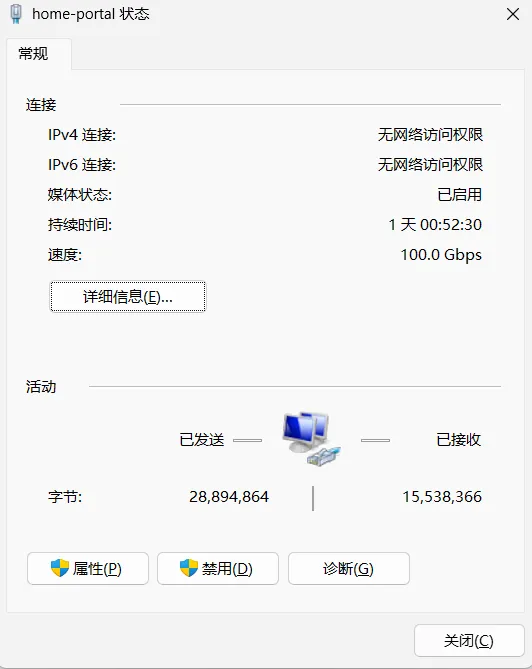 home-portal 状态
常规
连接
IPv4 连接: 无网络访问权限
IPv6 连接: 无网络访问权限
媒体状态: 已启用
持续时间: 1 天 00:52:30
速度: 100.0 Gbps
详细信息(E)...
活动
已发送 已接收
字节: 28,894,864 15,538,366
属性(P) 禁用(D) 诊断(G)
关闭(C)